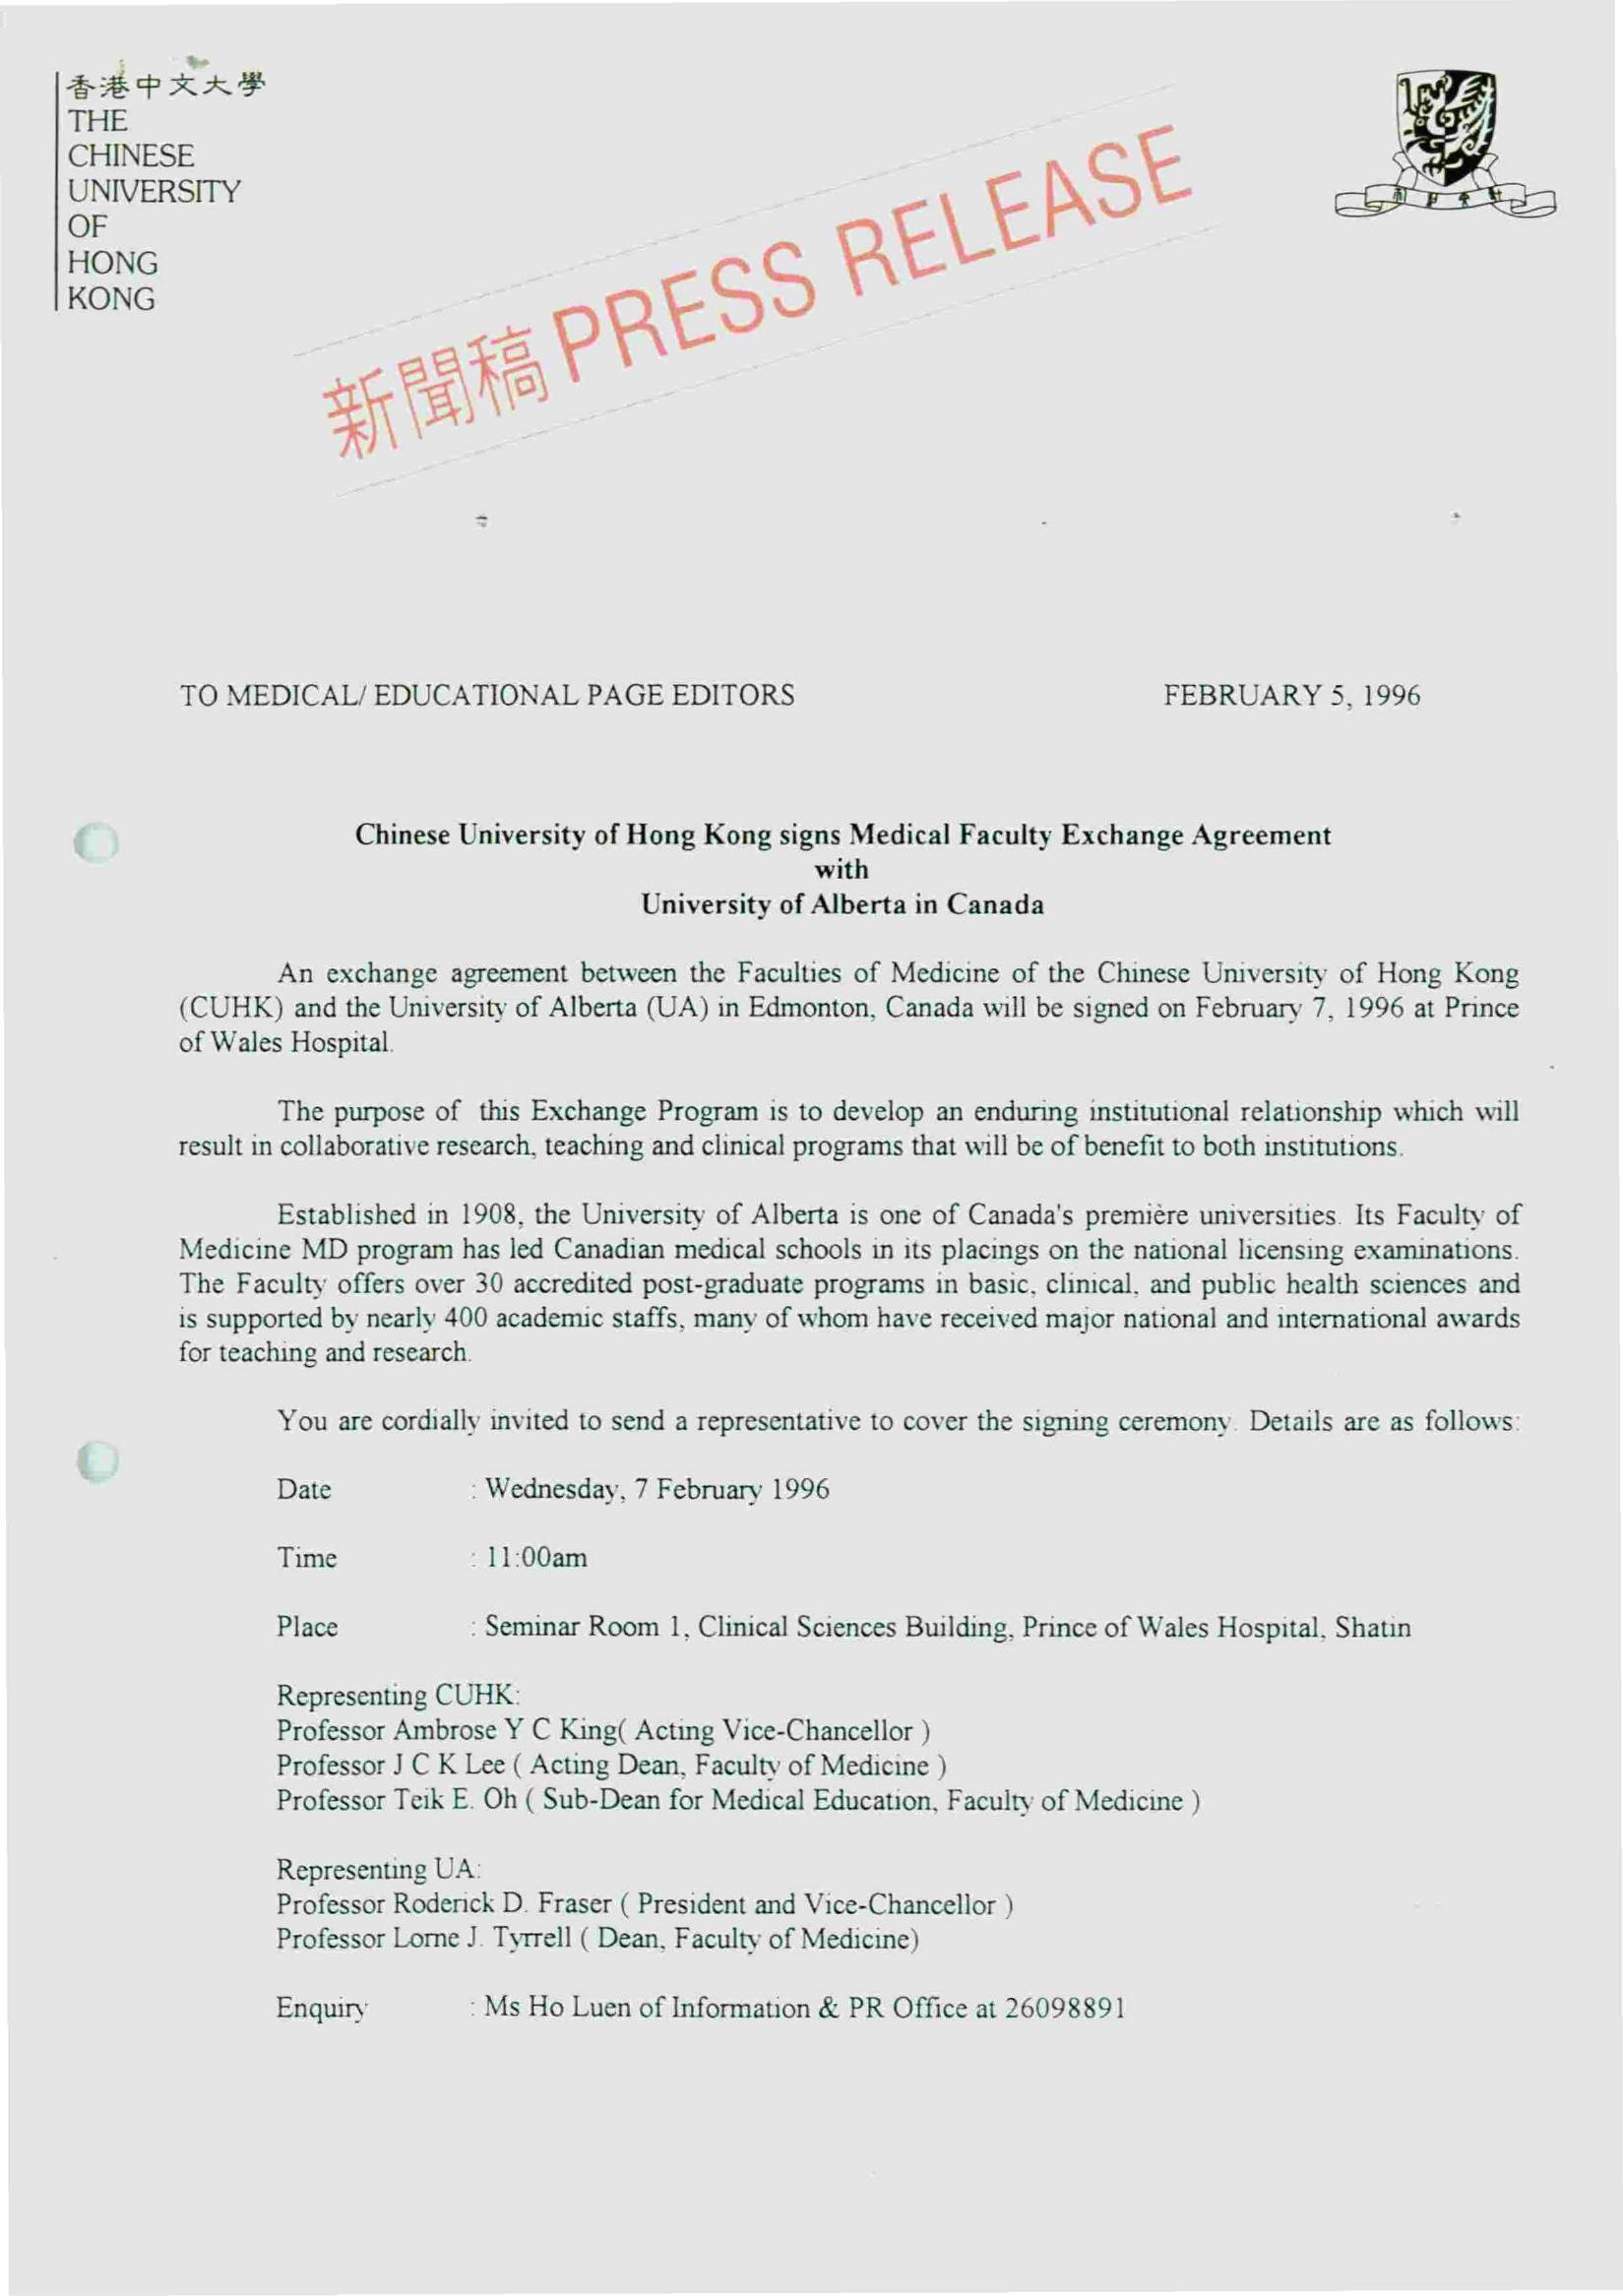 香港中文大學
THE
CHINESE
UNIVERSITY
OF
HONG
KONG
新聞稿 PRESS RELEASE
TO MEDICAL/ EDUCATIONAL PAGE EDITORS FEBRUARY 5, 1996
Chinese University of Hong Kong signs Medical Faculty Exchange Agreement
with
University of Alberta in Canada
An exchange agreement between the Faculties of Medicine of the Chinese University of Hong Kong
(CUHK) and the University of Alberta (UA) in Edmonton, Canada will be signed on February 7, 1996 at Prince
of Wales Hospital.
The purpose of this Exchange Program is to develop an enduring institutional relationship which will
result in collaborative research, teaching and clinical programs that will be of benefit to both institutions.
Established in 1908, the University of Alberta is one of Canada's première universities. Its Faculty of
Medicine MD program has led Canadian medical schools in its placings on the national licensing examinations.
The Faculty offers over 30 accredited post-graduate programs in basic, clinical, and public health sciences and
is supported by nearly 400 academic staffs, many of whom have received major national and international awards
for teaching and research.
You are cordially invited to send a representative to cover the signing ceremony. Details are as follows:
Date : Wednesday, 7 February 1996
Time : 11:00am
Place : Seminar Room 1, Clinical Sciences Building, Prince of Wales Hospital, Shatin
Representing CUHK:
Professor Ambrose Y C King( Acting Vice-Chancellor )
Professor J C K Lee ( Acting Dean, Faculty of Medicine )
Professor Teik E. Oh ( Sub-Dean for Medical Education, Faculty of Medicine )
Representing UA:
Professor Roderick D. Fraser ( President and Vice-Chancellor )
Professor Lorne J. Tyrrell ( Dean, Faculty of Medicine)
Enquiry : Ms Ho Luen of Information & PR Office at 26098891